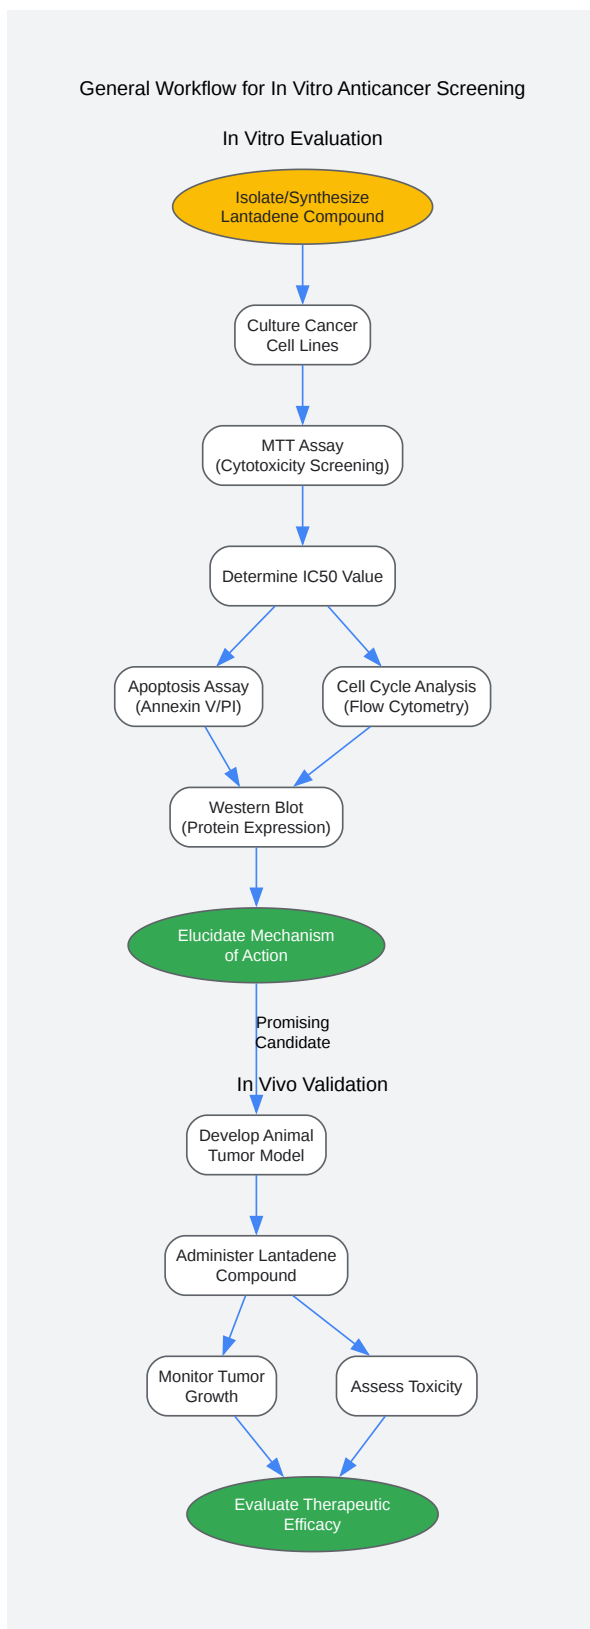 General Workflow for In Vitro Anticancer Screening
In Vitro Evaluation
Isolate/Synthesize
Lantadene Compound
Culture Cancer
Cell Lines
MTT Assay
(Cytotoxicity Screening)
Determine IC50 Value
Apoptosis Assay
(Annexin V/PI)
Cell Cycle Analysis
(Flow Cytometry)
Western Blot
(Protein Expression)
Elucidate Mechanism
of Action
Promising
Candidate
In Vivo Validation
Develop Animal
Tumor Model
Administer Lantadene
Compound
Monitor Tumor
Growth
Assess Toxicity
Evaluate Therapeutic
Efficacy